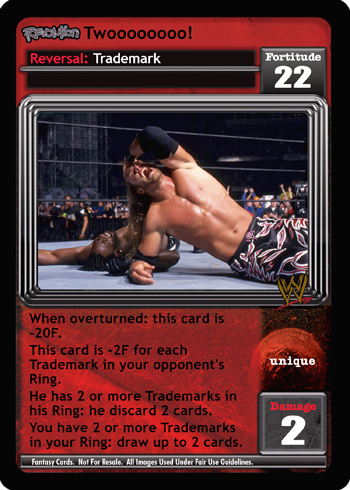 Revolution Twoooooooo!
Reversal: Trademark
Fortitude
22
When overturned: this card is
-20F.
This card is -2F for each
Trademark in your opponent's
Ring.
He has 2 or more Trademarks in
his Ring: he discard 2 cards.
You have 2 or more Trademarks
in your Ring: draw up to 2 cards.
W
unique
Damage
2
Fantasy Cards. Not For Resale. All Images Used Under Fair Use Guidelines.